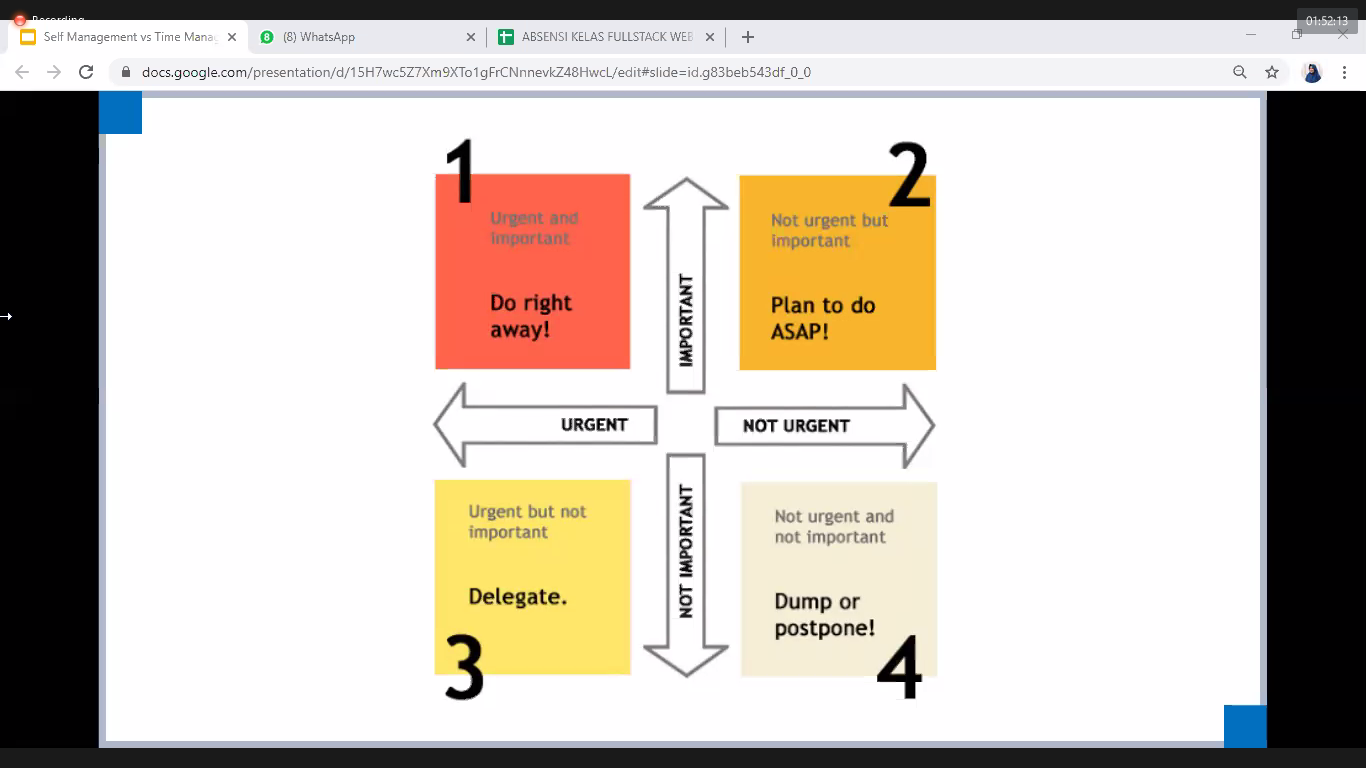 Recording
01:52:13
Self Management vs Time Mana
(8) WhatsApp
ABSENSI KELAS FULLSTACK WEB
docs.google.com/presentation/d/15H7wc5Z7Xm9XTo1gFrCNnnevkZ48HwcL/edit#slide=id.g83beb543df_0_0
1
Urgent and
important
Do right
away!
2
Not urgent but
important
Plan to do
ASAP!
IMPORTANT
URGENT
NOT URGENT
NOT IMPORTANT
Urgent but not
important
Delegate.
3
Not urgent and
not important
Dump or
postpone!
4